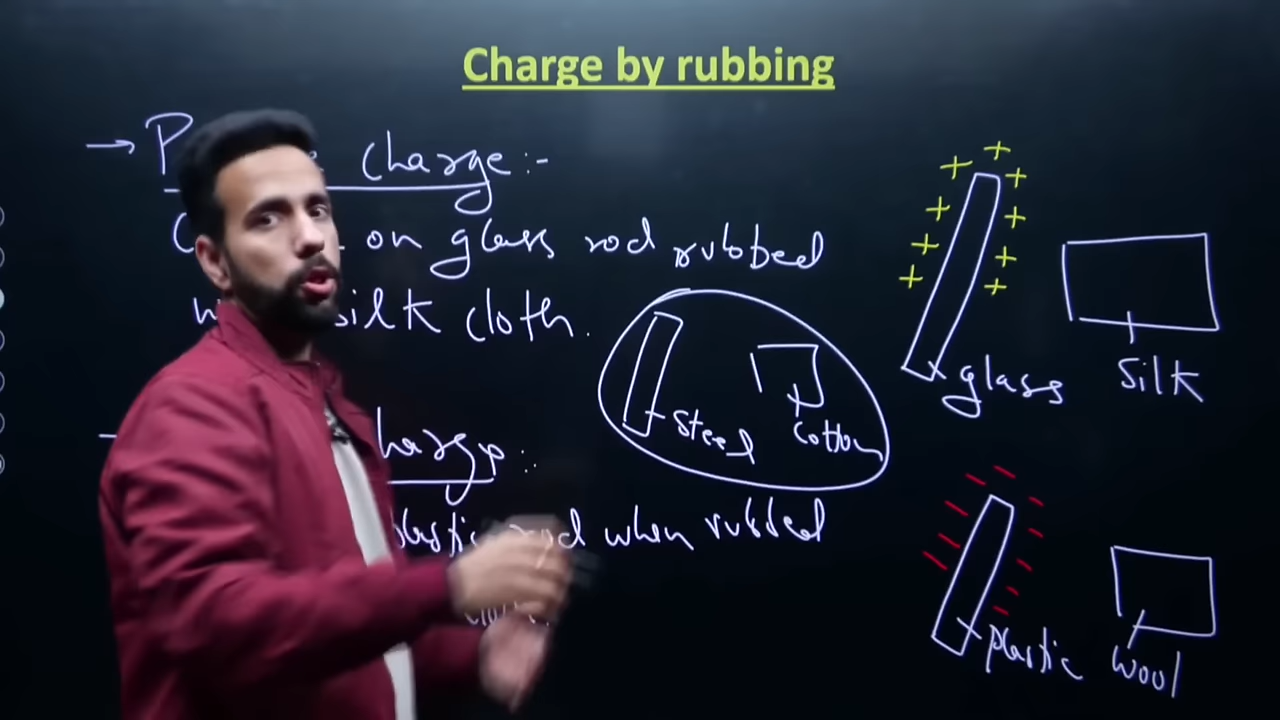 Charge by rubbing
→ charge :-
on glass rod rubbed
silk cloth.
glass
silk
steel
cotton
plastic rod when rubbed
plastic
wool